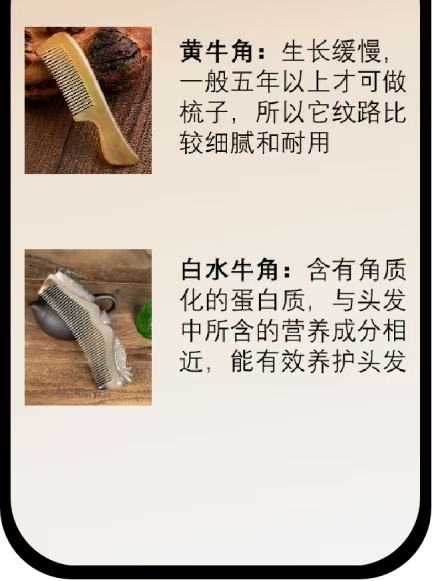 黄牛角：生长缓慢，
一般五年以上才可做
梳子，所以它纹路比
较细腻和耐用
白水牛角：含有角质
化的蛋白质，与头发
中所含的营养成分相
近，能有效养护头发